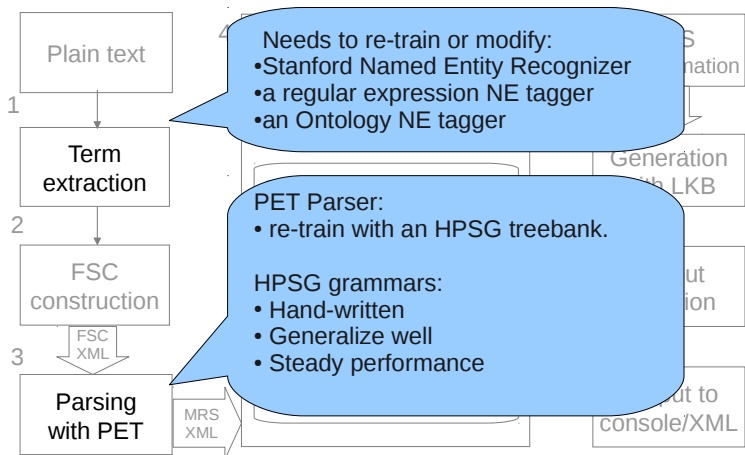 Plain text
1
Term
extraction
2
FSC
construction
FSC
XML
3
Parsing
with PET
MRS
XML
4
Needs to re-train or modify:
•Stanford Named Entity Recognizer
•a regular expression NE tagger
•an Ontology NE tagger
PET Parser:
• re-train with an HPSG treebank.
HPSG grammars:
• Hand-written
• Generalize well
• Steady performance
Generation
LKB
to
console/XML